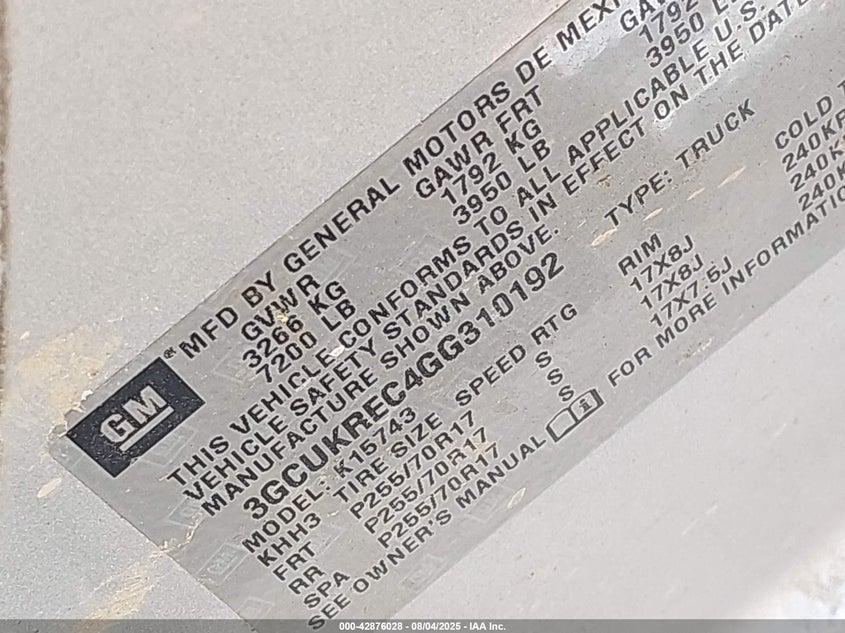 GM
® MFD BY GENERAL MOTORS DE MEXI
GVWR GAWR FRT GAW
3266 KG 1792 KG 1792
7200 LB 3950 LB 3950 L
THIS VEHICLE CONFORMS TO ALL APPLICABLE U.S.
VEHICLE SAFETY STANDARDS IN EFFECT ON THE DATE
MANUFACTURE SHOWN ABOVE.
3GCUKREC4GG310192 TYPE: TRUCK
MODEL: K15743
KHH3 TIRE SIZE SPEED RTG RIM COLD T
FRT P255/70R17 S 17X8J 240KP
RR P255/70R17 S 17X8J 240K
SPA P255/70R17 S 17X7.5J 240K
SEE OWNER'S MANUAL FOR MORE INFORMATIO
000-42876028 - 08/04/2025 - IAA Inc.